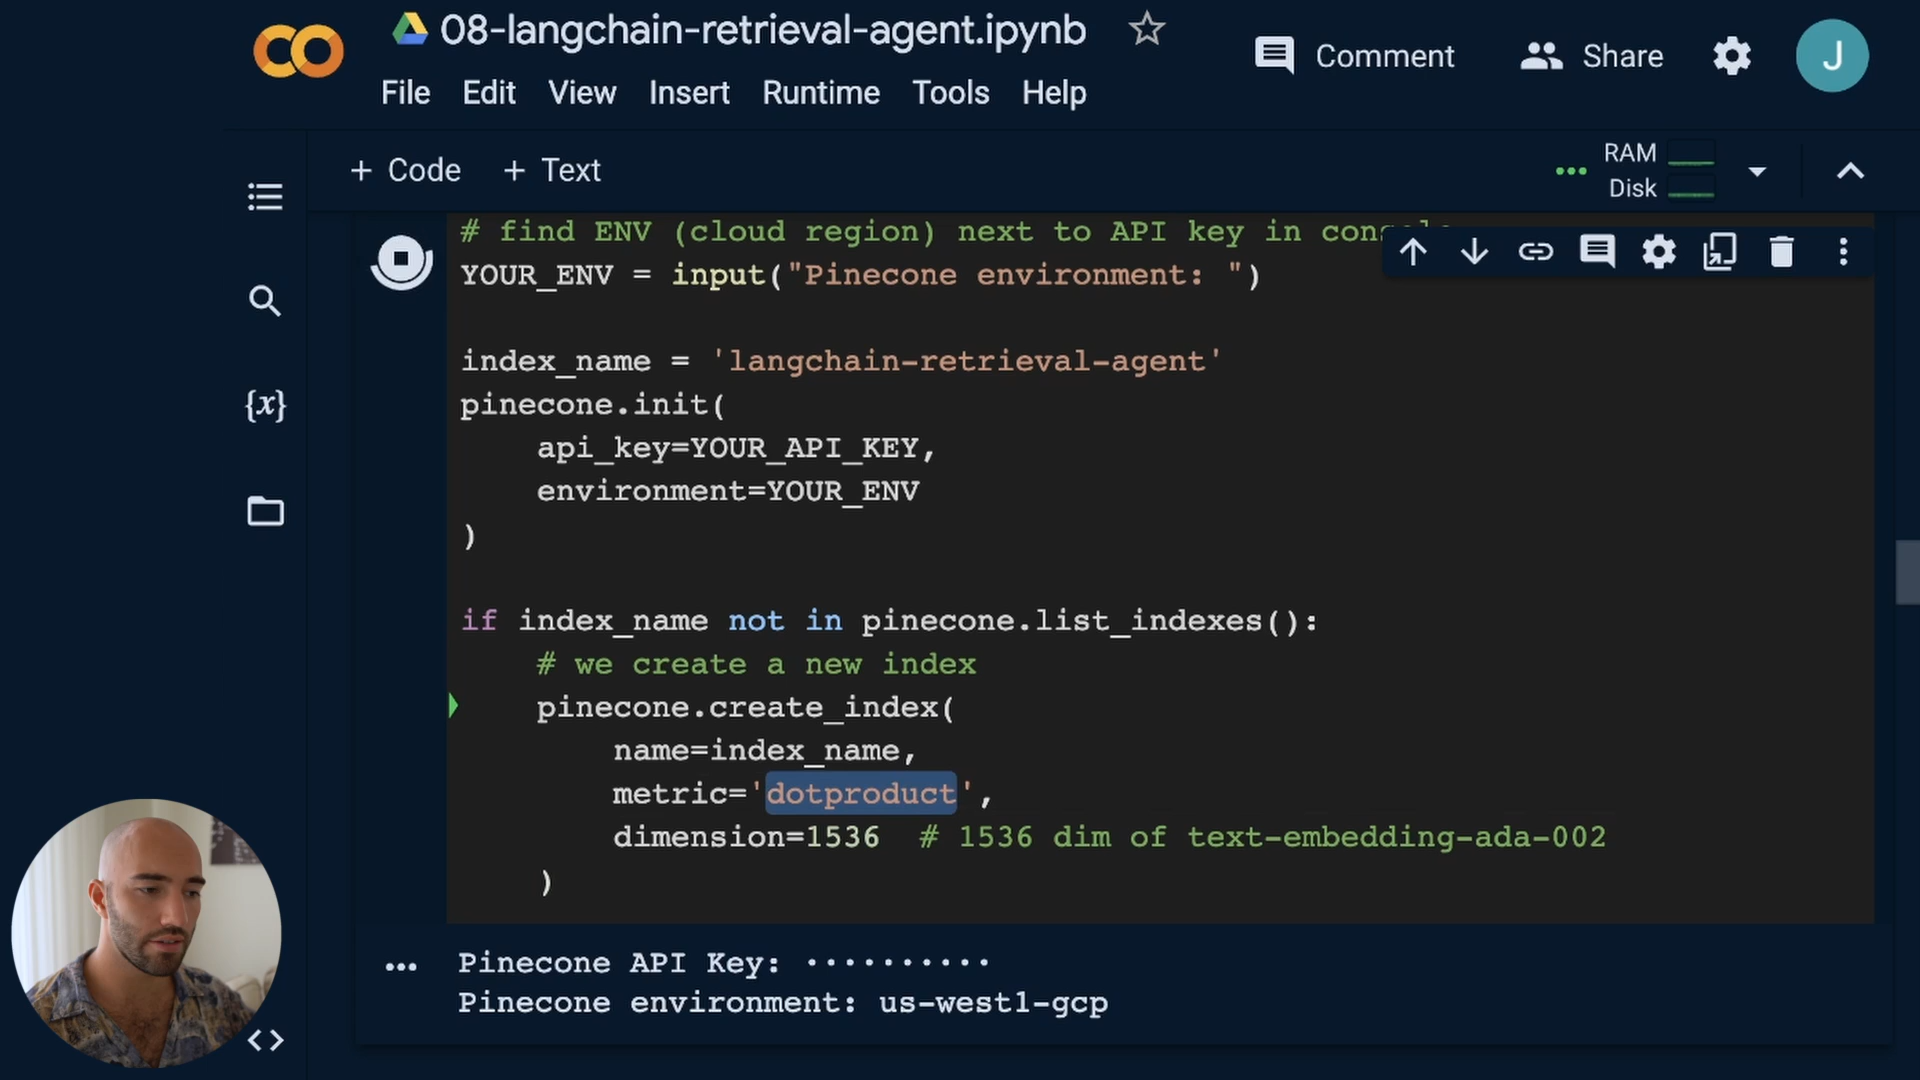 08-langchain-retrieval-agent.ipynb
Comment
Share
J
File Edit View Insert Runtime Tools Help
+ Code + Text
RAM
Disk
# find ENV (cloud region) next to API key in console
YOUR_ENV = input("Pinecone environment: ")
index_name = 'langchain-retrieval-agent'
pinecone.init(
api_key=YOUR_API_KEY,
environment=YOUR_ENV
)
if index_name not in pinecone.list_indexes():
# we create a new index
pinecone.create_index(
name=index_name,
metric='dotproduct',
dimension=1536 # 1536 dim of text-embedding-ada-002
)
Pinecone API Key: ··········
Pinecone environment: us-west1-gcp